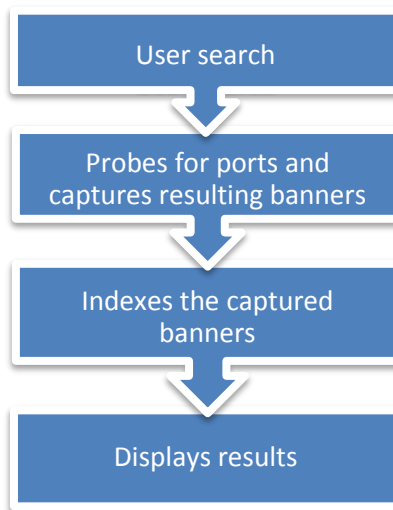 User search
Probes for ports and
captures resulting banners
Indexes the captured
banners
Displays results